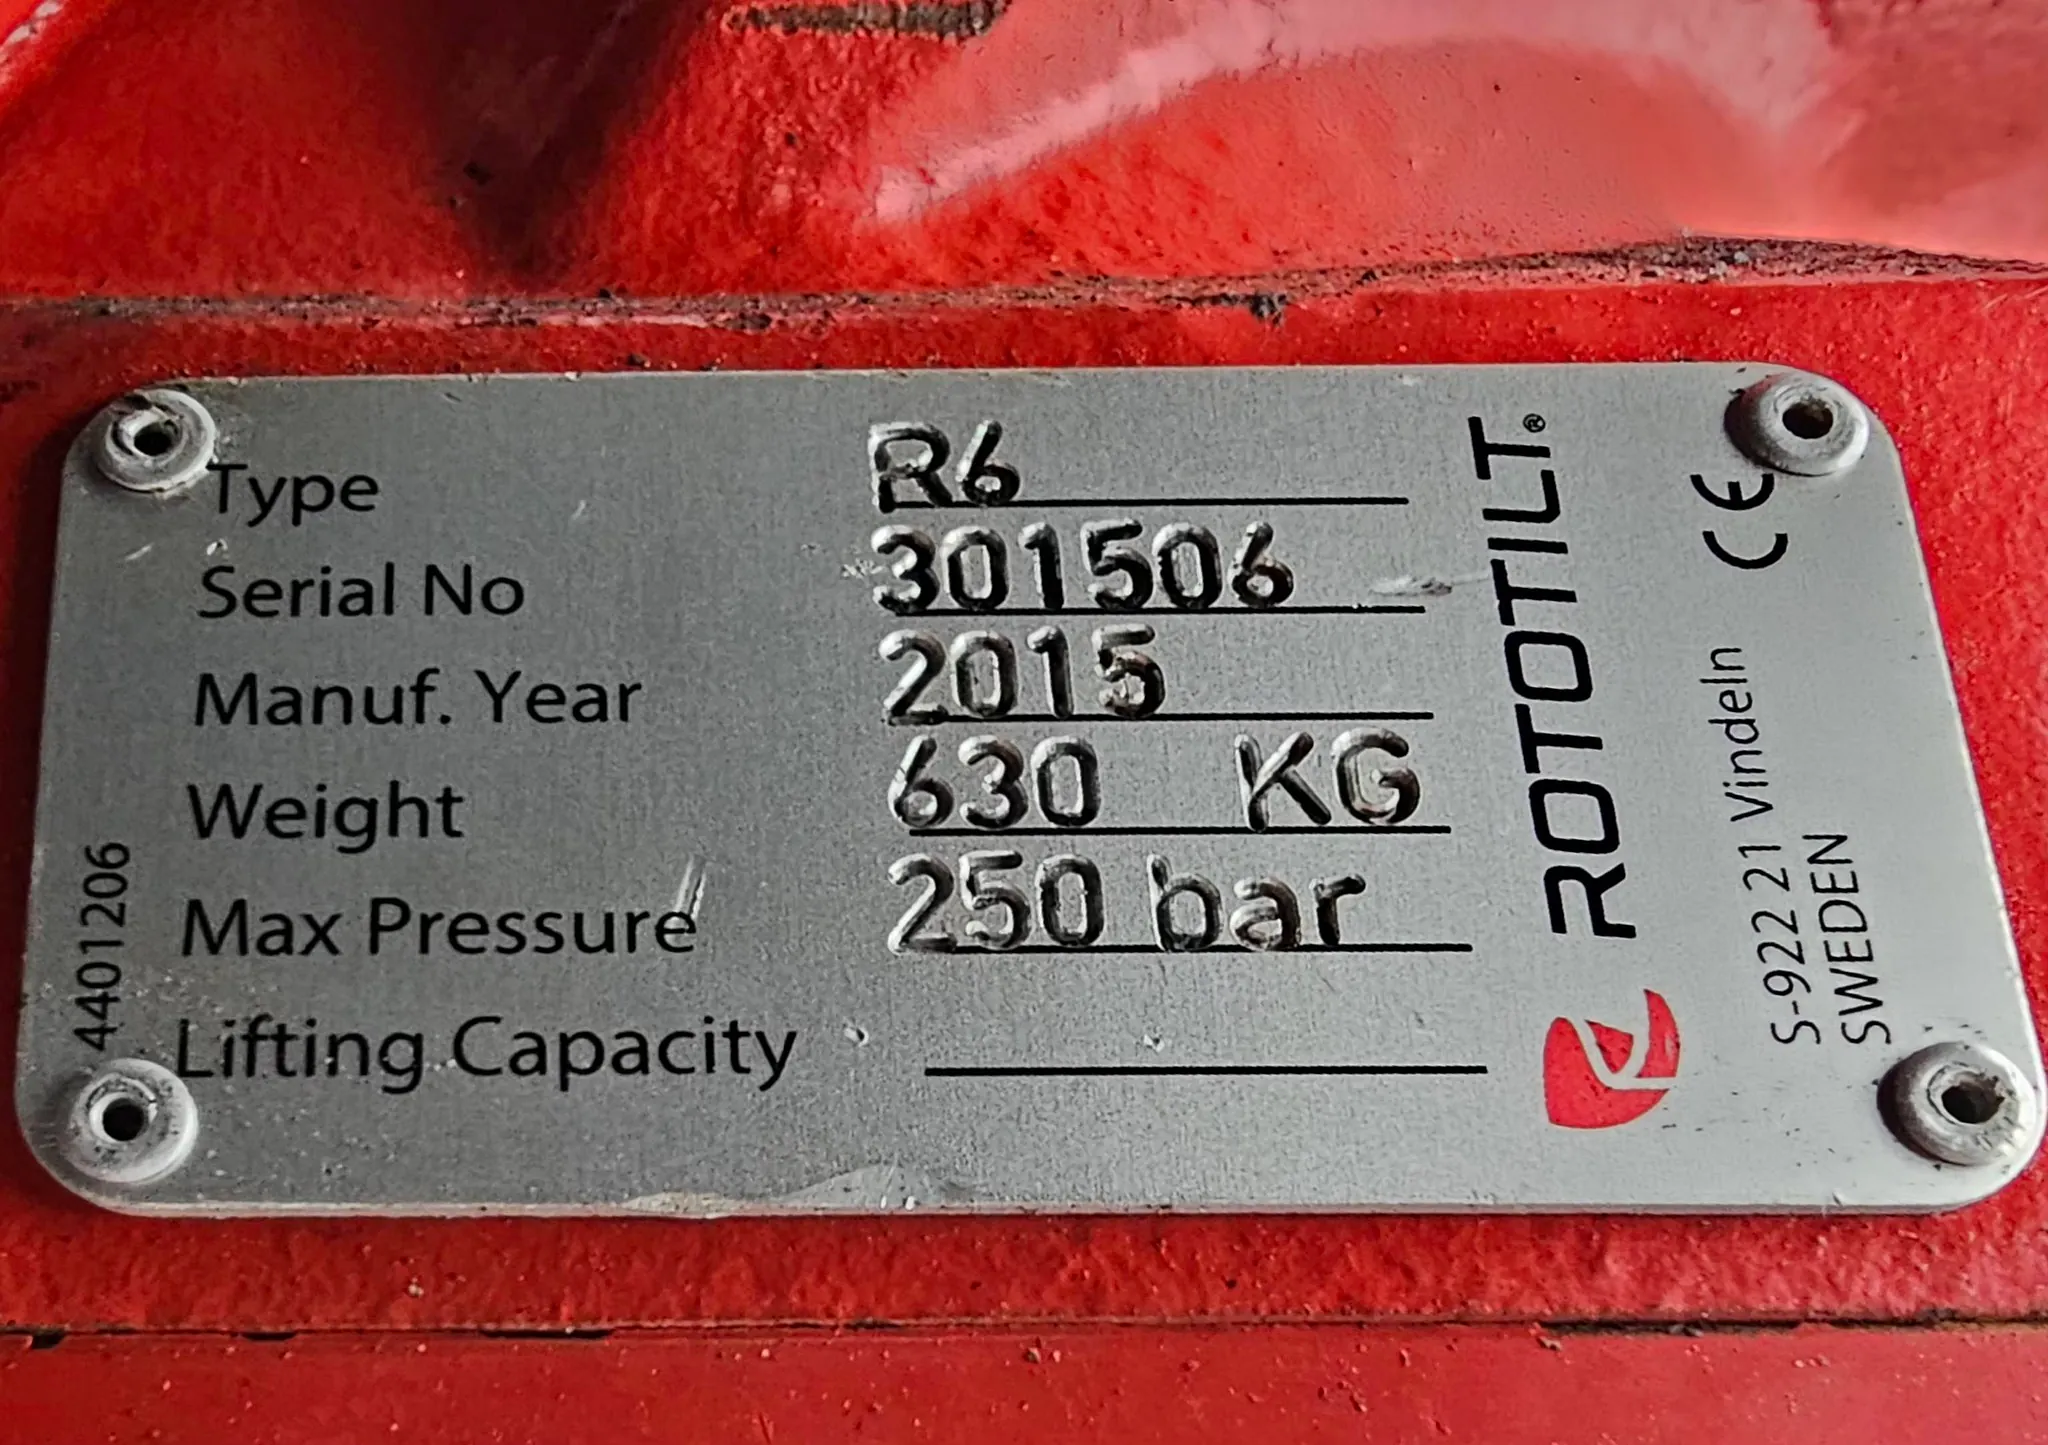 Type R6
Serial No 301506
Manuf. Year 2015
Weight 630 KG
Max Pressure 250 bar
Lifting Capacity
4401206
ROTOTILT®
CE
S-922 21 Vindeln
SWEDEN